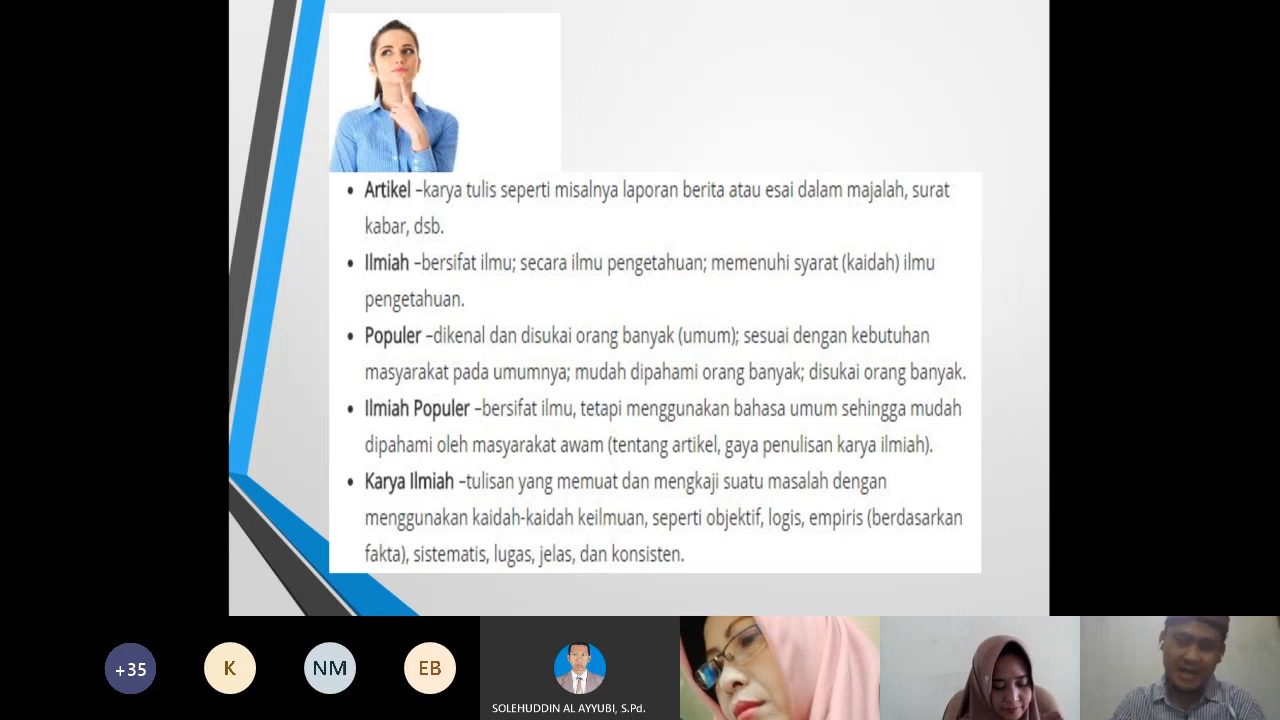 • Artikel –karya tulis seperti misalnya laporan berita atau esai dalam majalah, surat
kabar, dsb.
• Ilmiah –bersifat ilmu; secara ilmu pengetahuan; memenuhi syarat (kaidah) ilmu
pengetahuan.
• Populer –dikenal dan disukai orang banyak (umum); sesuai dengan kebutuhan
masyarakat pada umumnya; mudah dipahami orang banyak; disukai orang banyak.
• Ilmiah Populer –bersifat ilmu, tetapi menggunakan bahasa umum sehingga mudah
dipahami oleh masyarakat awam (tentang artikel, gaya penulisan karya ilmiah).
• Karya Ilmiah –tulisan yang memuat dan mengkaji suatu masalah dengan
menggunakan kaidah-kaidah keilmuan, seperti objektif, logis, empiris (berdasarkan
fakta), sistematis, lugas, jelas, dan konsisten.
+35
K
NM
EB
SOLEHUDDIN AL AYYUBI, S.Pd.